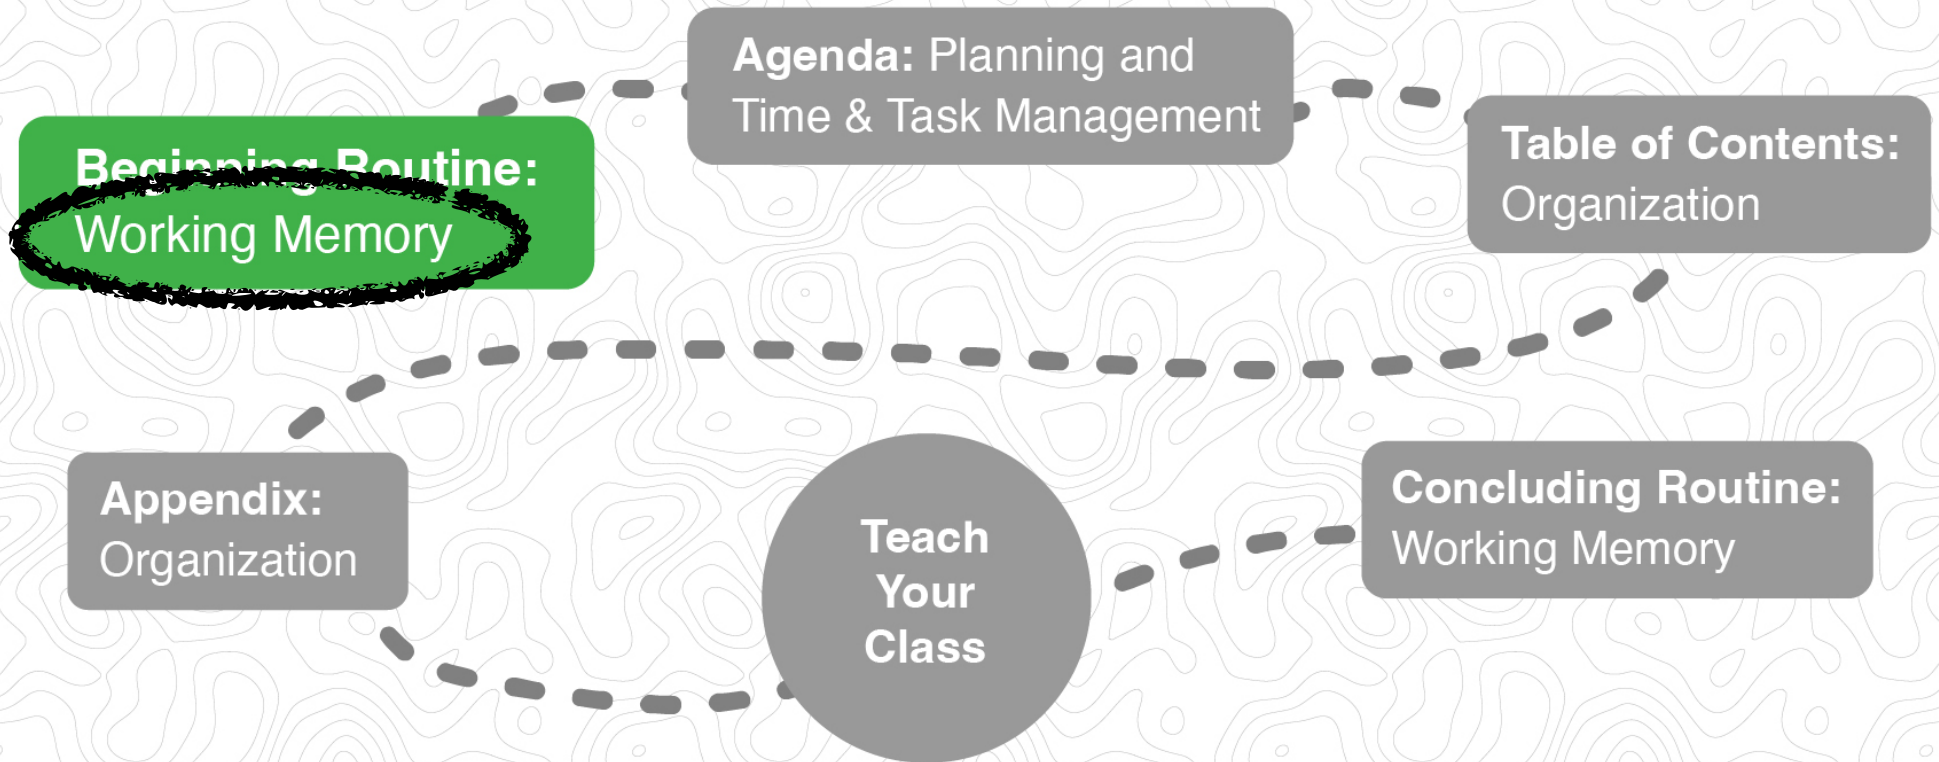 Beginning Routine:
Working Memory
Agenda: Planning and
Time & Task Management
Table of Contents:
Organization
Appendix:
Organization
Teach
Your
Class
Concluding Routine:
Working Memory